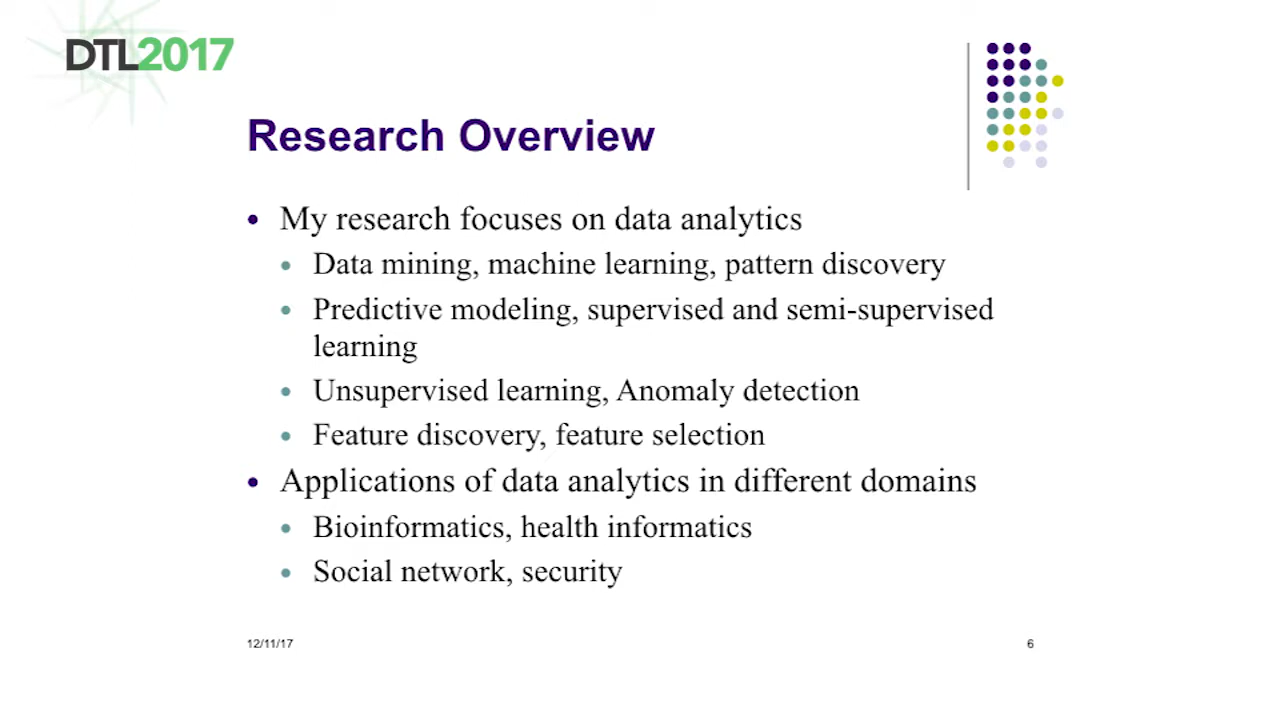 DTL2017
Research Overview
My research focuses on data analytics
Data mining, machine learning, pattern discovery
Predictive modeling, supervised and semi-supervised
learning
Unsupervised learning, Anomaly detection
Feature discovery, feature selection
Applications of data analytics in different domains
Bioinformatics, health informatics
Social network, security
12/11/17
6